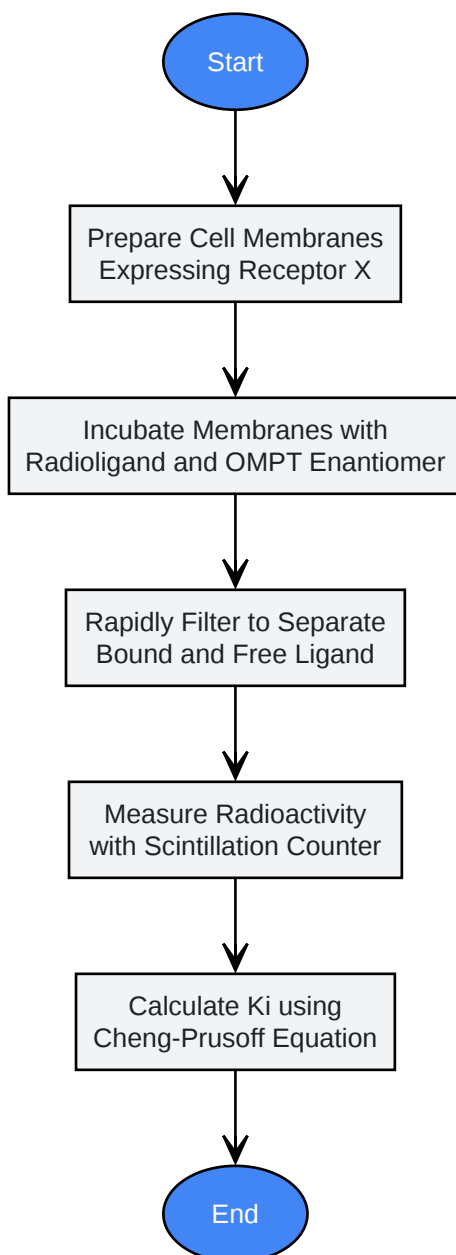 Start
Prepare Cell Membranes
Expressing Receptor X
Incubate Membranes with
Radioligand and OMPT Enantiomer
Rapidly Filter to Separate
Bound and Free Ligand
Measure Radioactivity
with Scintillation Counter
Calculate Ki using
Cheng-Prusoff Equation
End